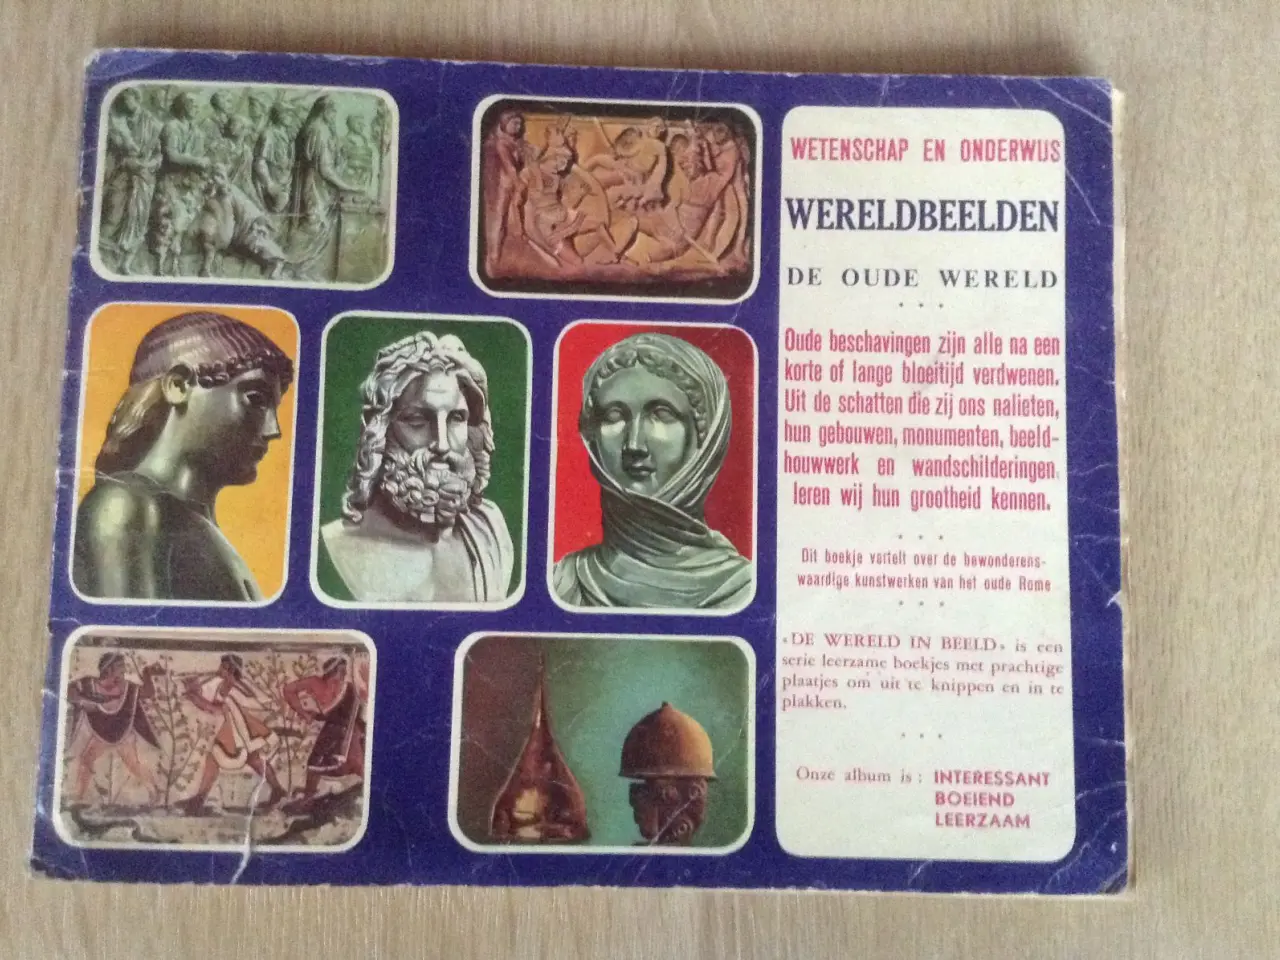 WETENSCHAP EN ONDERWIJS
WERELDBEELDEN
DE OUDE WERELD
Oude beschavingen zijn alle na een
korte of lange bloeitijd verdwenen.
Uit de schatten die zij ons nalieten,
hun gebouwen, monumenten, beeld-
houwwerk en wandschilderingen
leren wij hun grootheid kennen.
Dit boekje vertelt over de bewonderens-
waardige kunstwerken van het oude Rome
«DE WERELD IN BEELD» is een
serie leerzame boekjes met prachtige
plaatjes om uit te knippen en in te
plakken.
Onze album is : INTERESSANT
BOEIEND
LEERZAAM